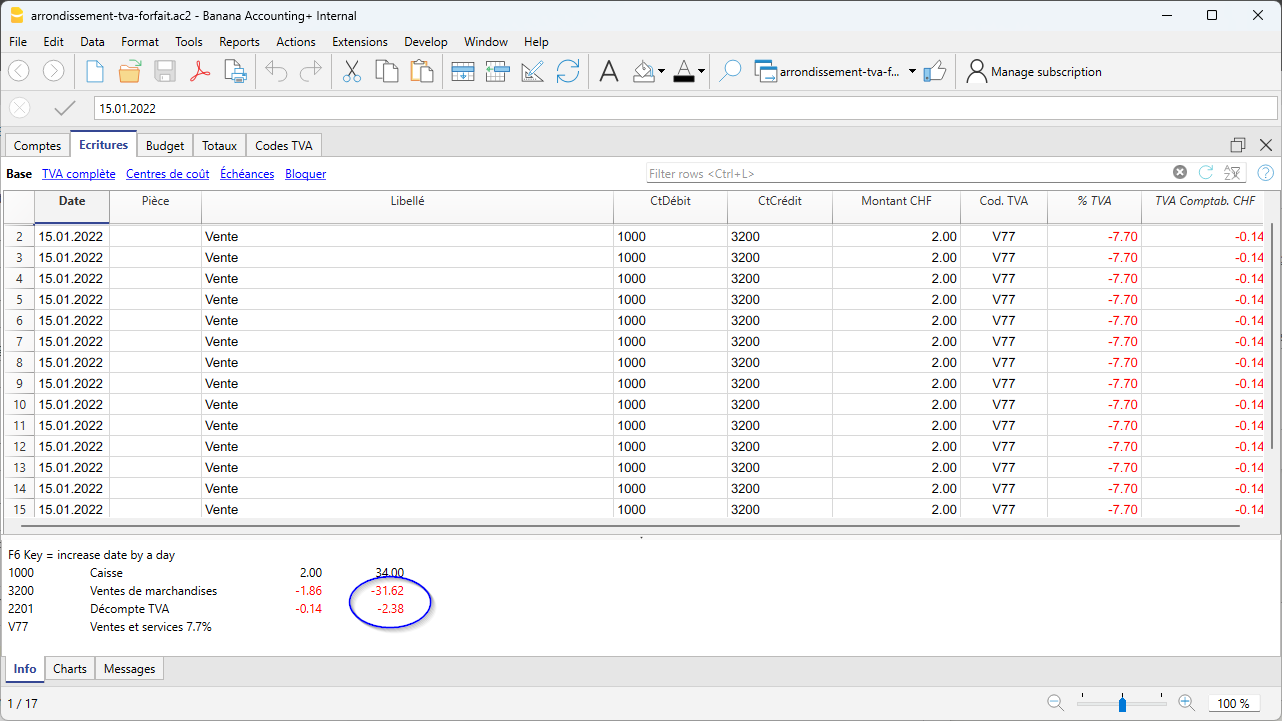 arrondissement-tva-forfait.ac2 - Banana Accounting+ Internal
File Edit Data Format Tools Reports Actions Extensions Develop Window Help
arrondissement-tva-f... Manage subscription
15.01.2022
Comptes Ecritures Budget Totaux Codes TVA
Base TVA complète Centres de coût Échéances Bloquer Filter rows <Ctrl+L>
Date Pièce Libellé CtDébit CtCrédit Montant CHF Cod. TVA % TVA TVA Comptab. CHF
2 15.01.2022 Vente 1000 3200 2.00 V77 -7.70 -0.14
3 15.01.2022 Vente 1000 3200 2.00 V77 -7.70 -0.14
4 15.01.2022 Vente 1000 3200 2.00 V77 -7.70 -0.14
5 15.01.2022 Vente 1000 3200 2.00 V77 -7.70 -0.14
6 15.01.2022 Vente 1000 3200 2.00 V77 -7.70 -0.14
7 15.01.2022 Vente 1000 3200 2.00 V77 -7.70 -0.14
8 15.01.2022 Vente 1000 3200 2.00 V77 -7.70 -0.14
9 15.01.2022 Vente 1000 3200 2.00 V77 -7.70 -0.14
10 15.01.2022 Vente 1000 3200 2.00 V77 -7.70 -0.14
11 15.01.2022 Vente 1000 3200 2.00 V77 -7.70 -0.14
12 15.01.2022 Vente 1000 3200 2.00 V77 -7.70 -0.14
13 15.01.2022 Vente 1000 3200 2.00 V77 -7.70 -0.14
14 15.01.2022 Vente 1000 3200 2.00 V77 -7.70 -0.14
15 15.01.2022 Vente 1000 3200 2.00 V77 -7.70 -0.14
F6 Key = increase date by a day
1000 Caisse 2.00 34.00
3200 Ventes de marchandises -1.86 -31.62
2201 Décompte TVA -0.14 -2.38
V77 Ventes et services 7.7%
Info Charts Messages
1 / 17 100 %